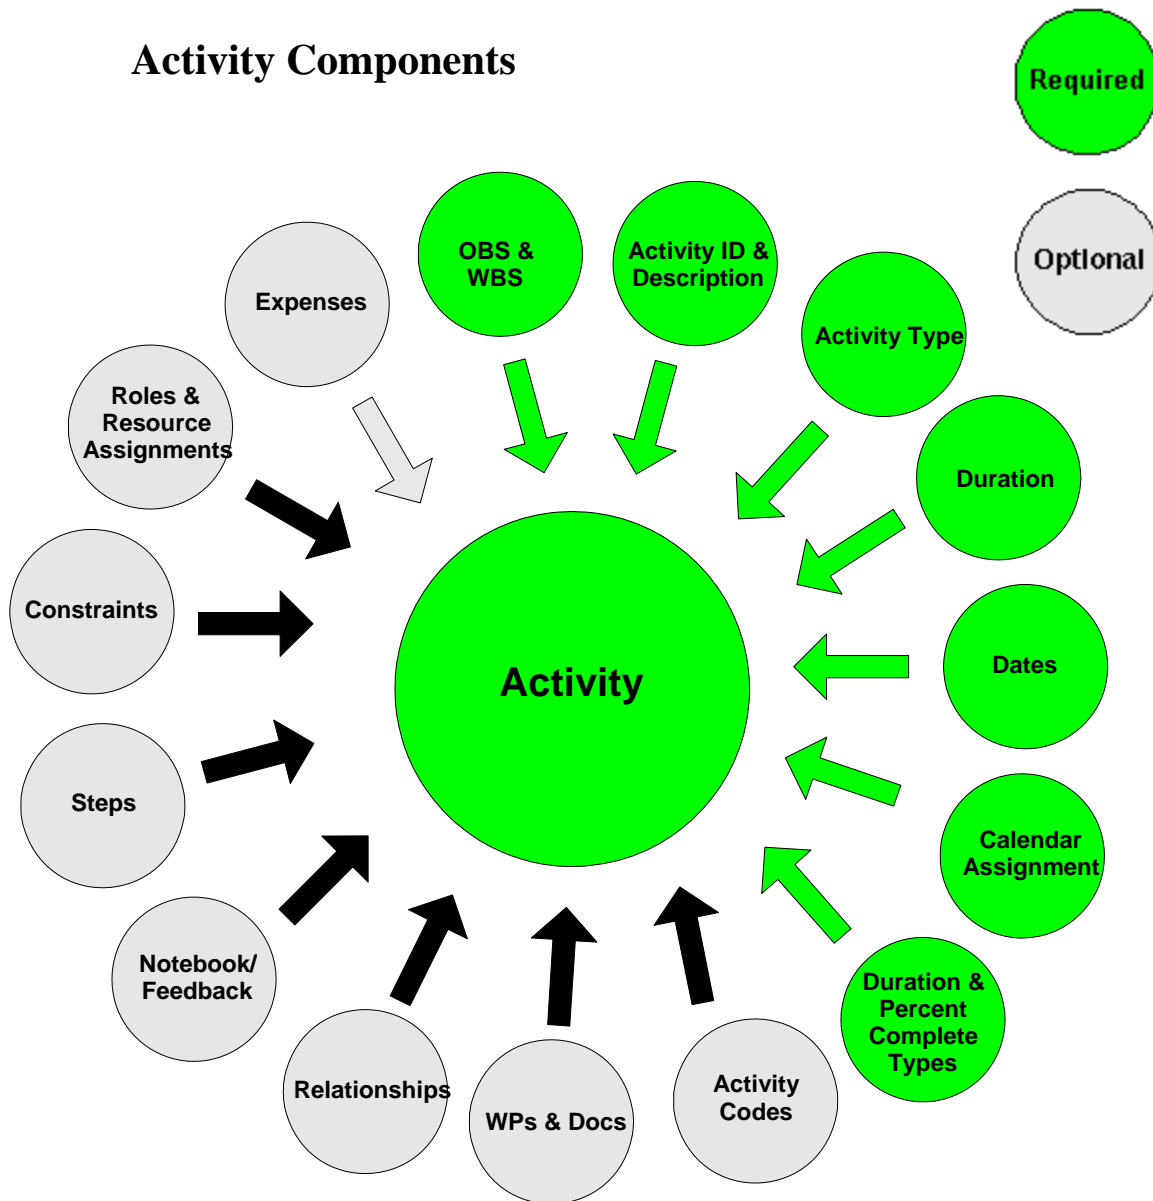 Activity Components
Required
Optional
OBS &
WBS
Activity ID &
Description
Activity Type
Duration
Dates
Calendar
Assignment
Duration &
Percent
Complete
Types
Activity
Codes
WPs & Docs
Relationships
Notebook/
Feedback
Steps
Constraints
Roles &
Resource
Assignments
Expenses
Activity